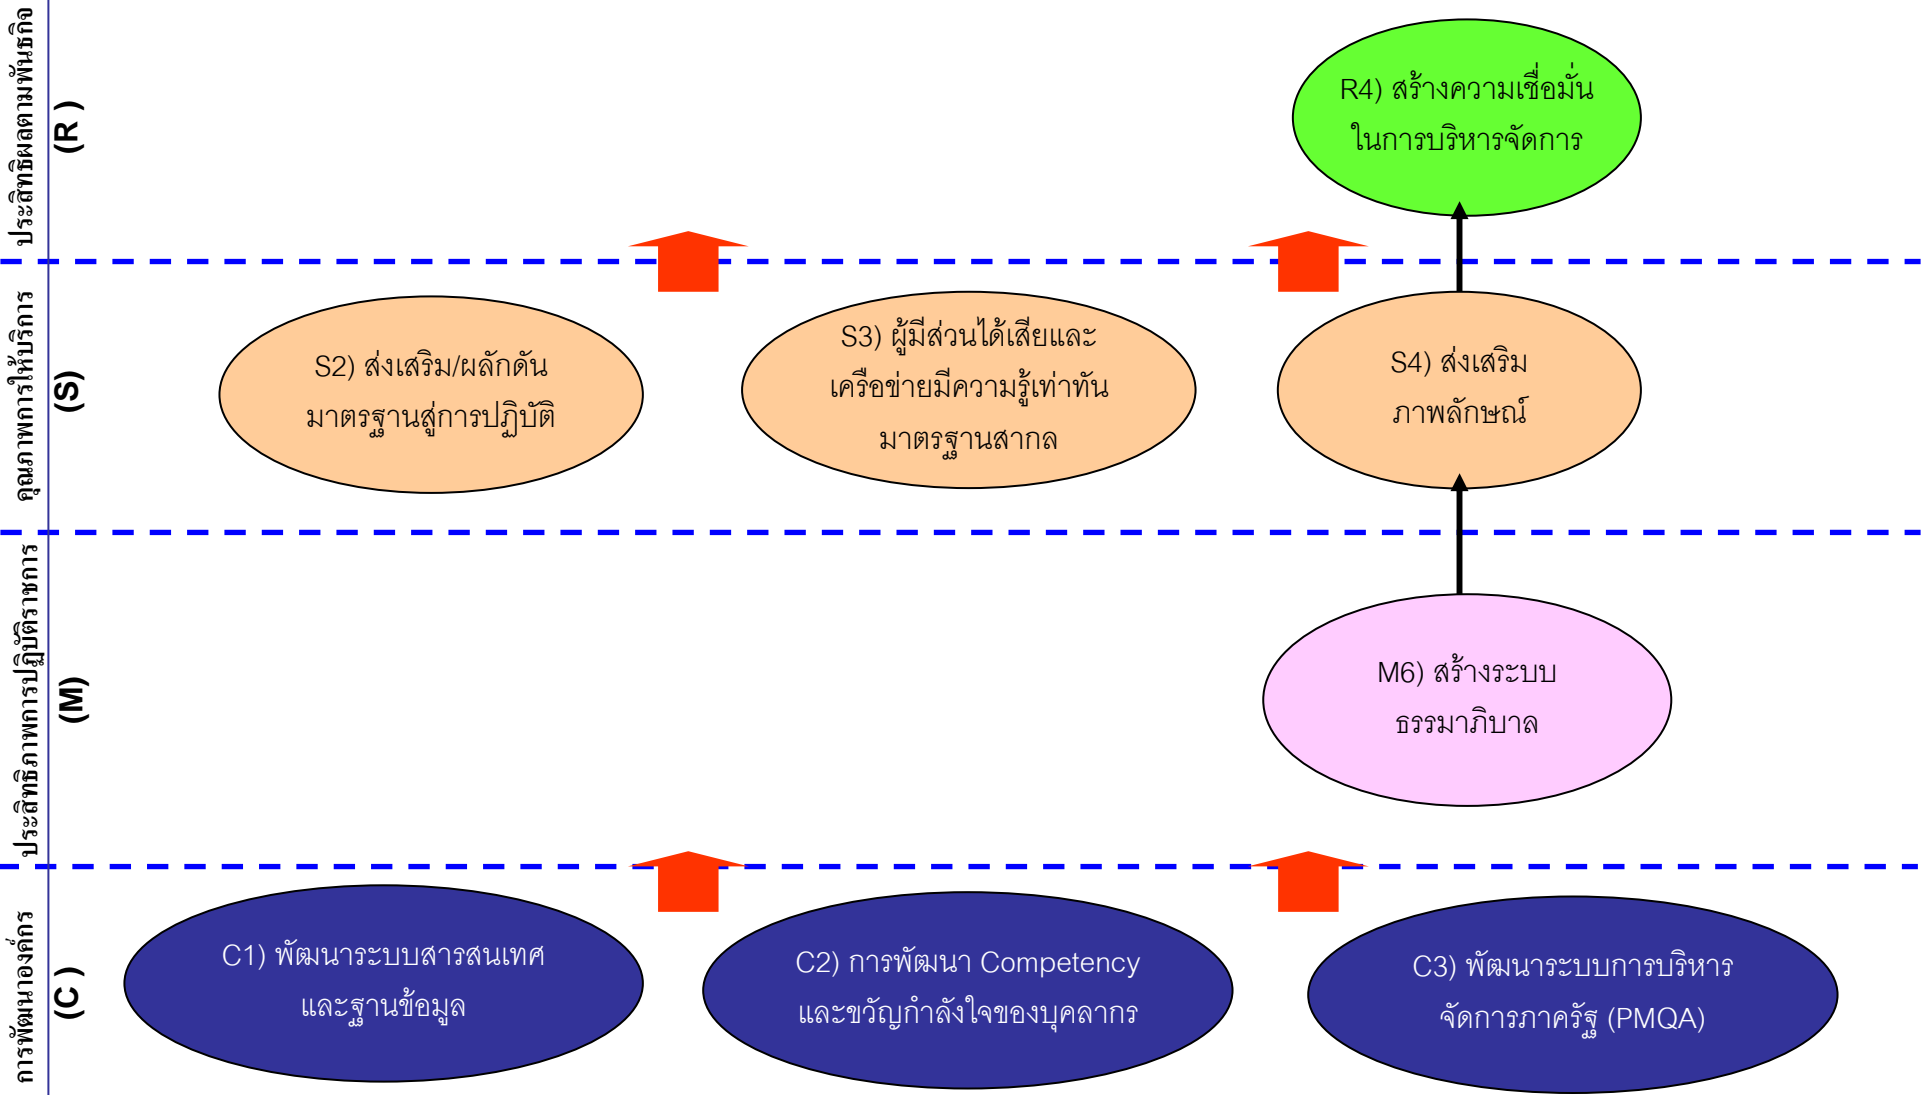 ประสิทธิผลตามพันธกิจ
(R )
R4) สร้างความเชื่อมั่น
ในการบริหารจัดการ
คุณภาพการให้บริการ
(S)
S2) ส่งเสริม/ผลักดัน
มาตรฐานสู่การปฏิบัติ
S3) ผู้มีส่วนได้เสียและ
เครือข่ายมีความรู้เท่าทัน
มาตรฐานสากล
S4) ส่งเสริม
ภาพลักษณ์
ประสิทธิภาพการปฏิบัติราชการ
(M)
M6) สร้างระบบ
ธรรมาภิบาล
การพัฒนาองค์กร
(C )
C1) พัฒนาระบบสารสนเทศ
และฐานข้อมูล
C2) การพัฒนา Competency
และขวัญกำลังใจของบุคลากร
C3) พัฒนาระบบการบริหาร
จัดการภาครัฐ (PMQA)